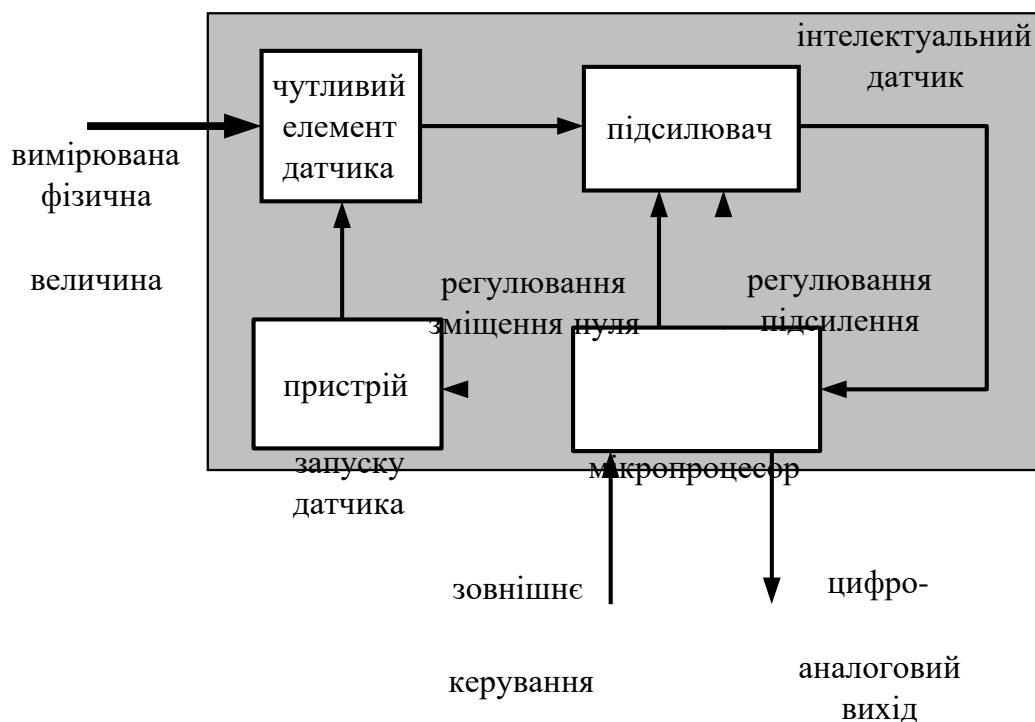 інтелектуальний
датчик
чутливий
елемент
датчика
підсилювач
вимірювана
фізична
величина
регулювання
зміщення нуля
регулювання
підсилення
пристрій
запуску
датчика
мікропроцесор
зовнішнє
керування
цифро-
аналоговий
вихід